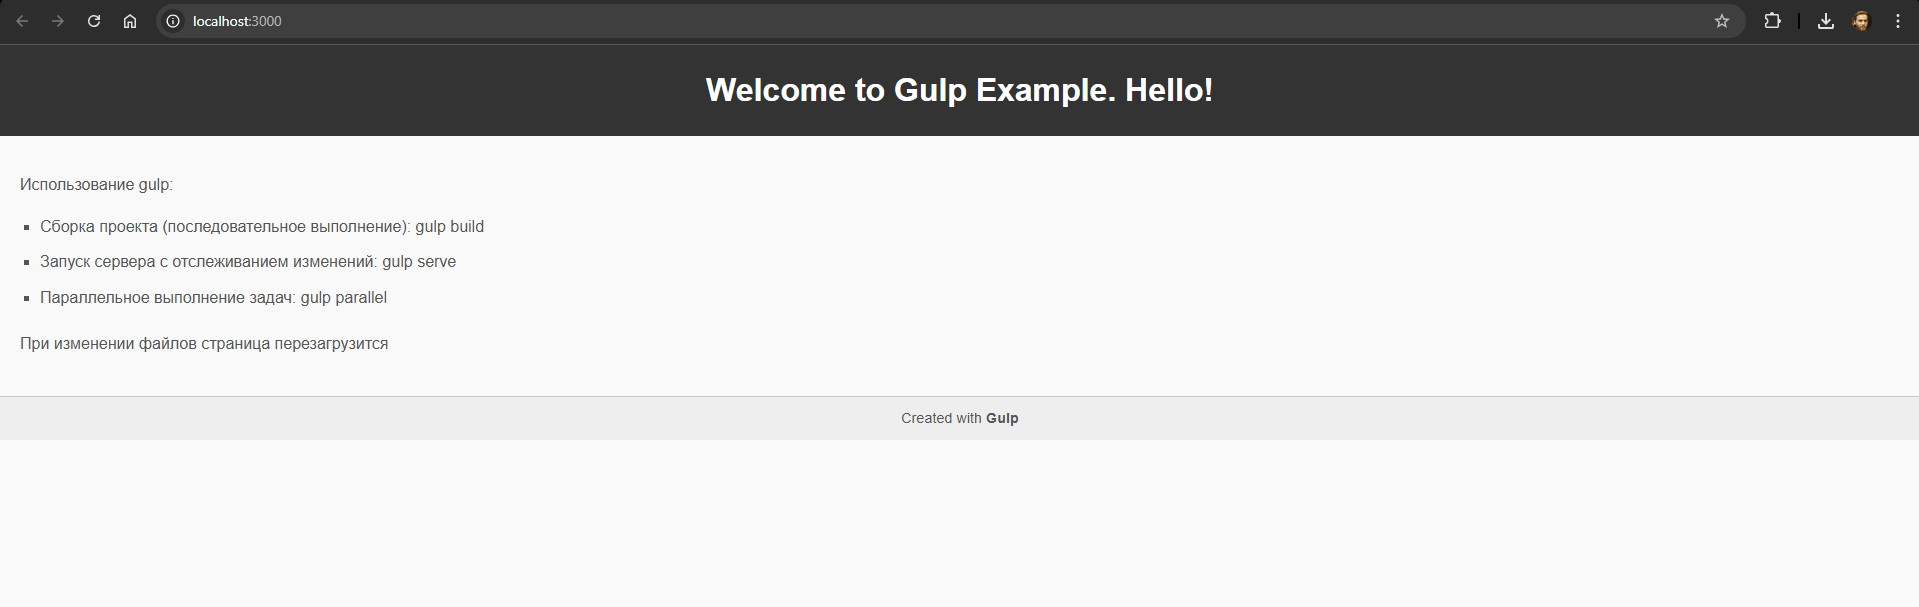 localhost:3000
Welcome to Gulp Example. Hello!
Использование gulp:
Сборка проекта (последовательное выполнение): gulp build
Запуск сервера с отслеживанием изменений: gulp serve
Параллельное выполнение задач: gulp parallel
При изменении файлов страница перезагрузится
Created with Gulp